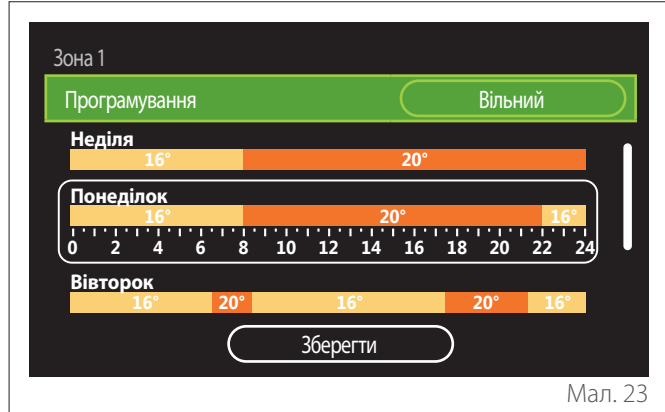 Зона 1
Програмування Вільний
Неділя
16° 20°
Понеділок
16° 20° 16°
0 2 4 6 8 10 12 14 16 18 20 22 24
Вівторок
16° 20° 16° 20° 16°
Зберегти
Мал. 23